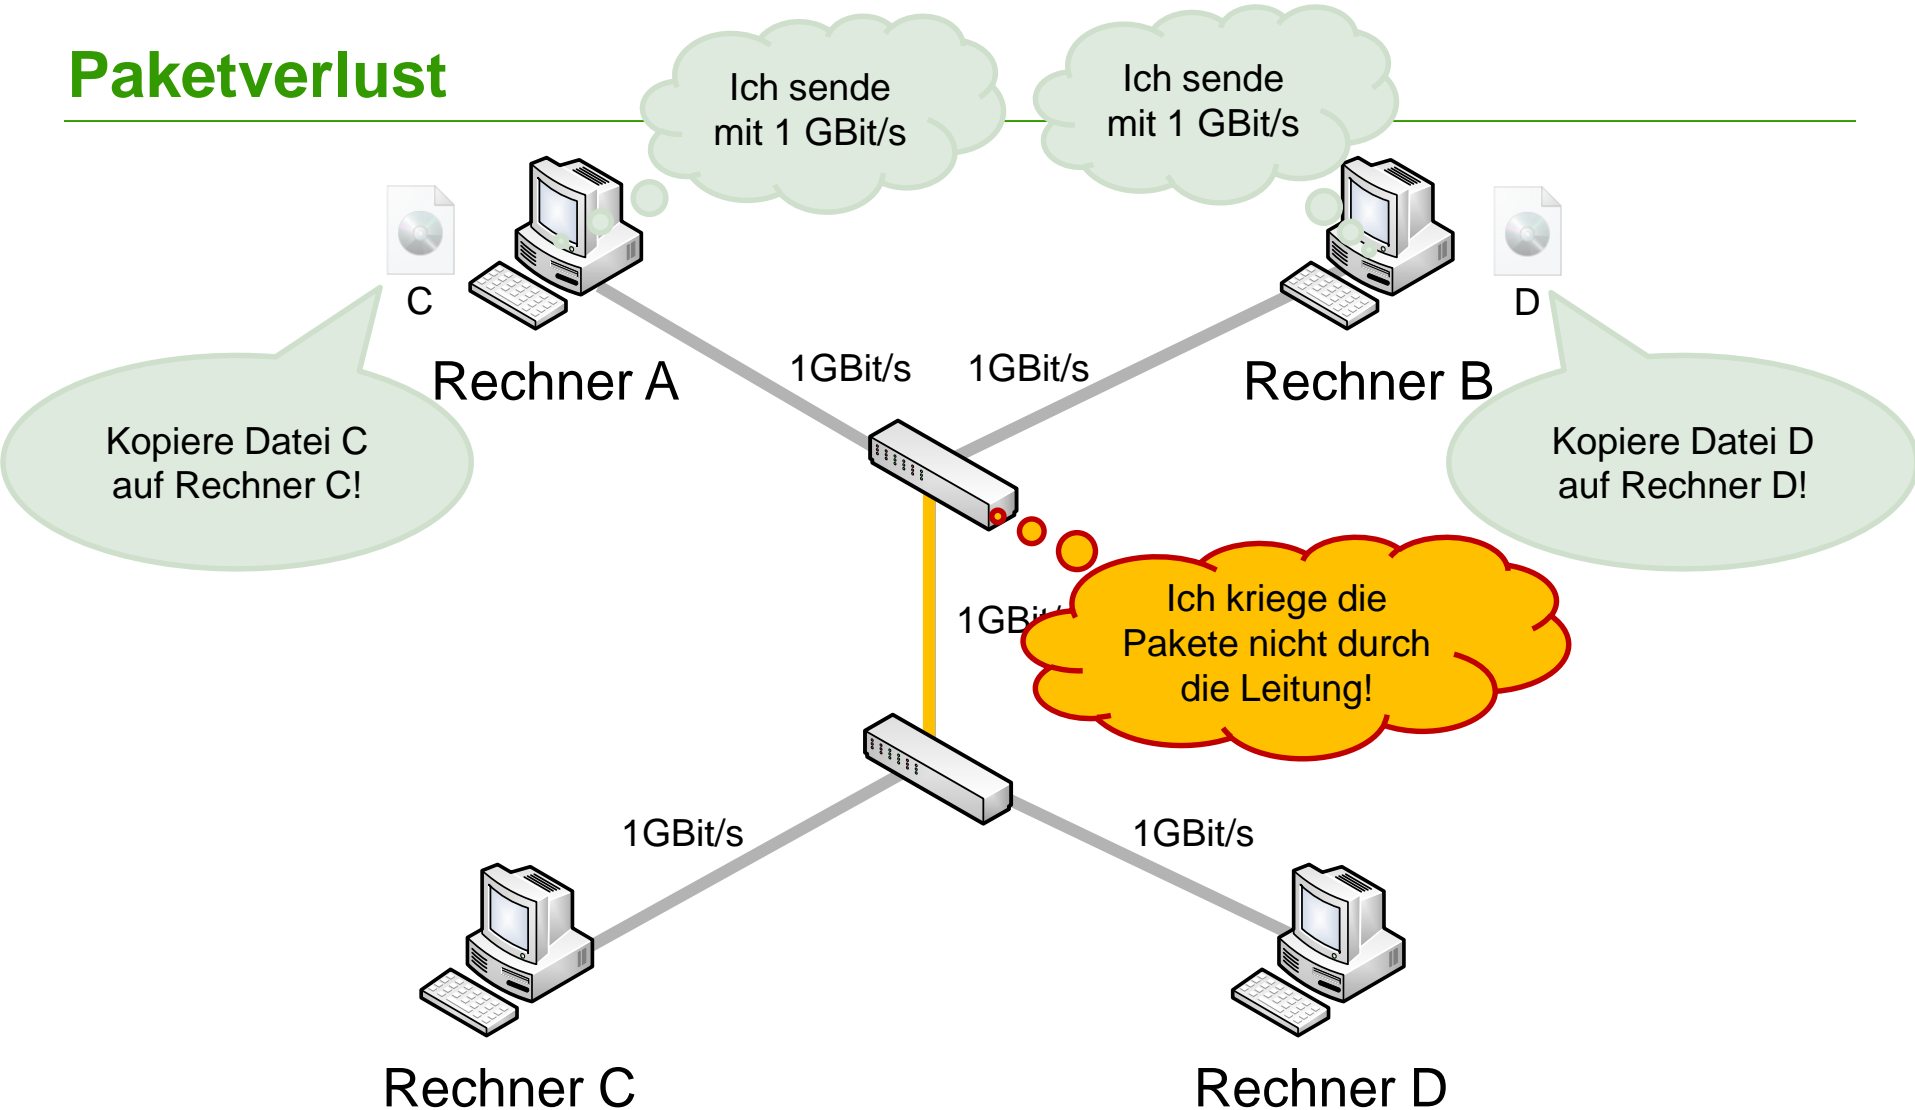 Paketverlust
Ich sende
mit 1 GBit/s
Ich sende
mit 1 GBit/s
C
D
Rechner A
1GBit/s
1GBit/s
Rechner B
Kopiere Datei C
auf Rechner C!
Kopiere Datei D
auf Rechner D!
1GBit/
Ich kriege die
Pakete nicht durch
die Leitung!
1GBit/s
1GBit/s
Rechner C
Rechner D